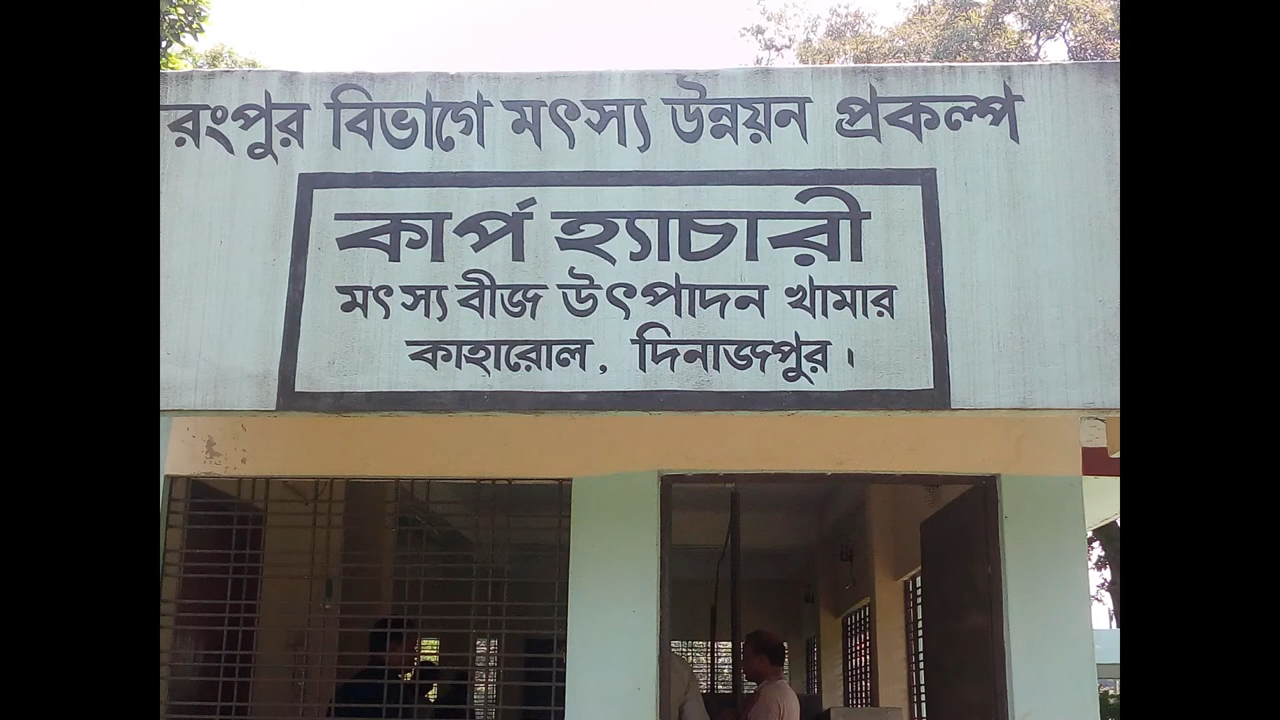 রংপুর বিভাগে মৎস্য উন্নয়ন প্রকল্প
কার্প হ্যাচারী
মৎস্য বীজ উৎপাদন খামার
কাহারোল, দিনাজপুর।